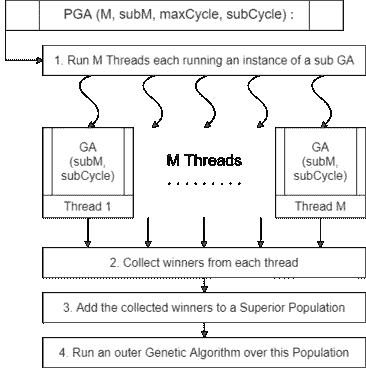 PGA (M, subM, maxCycle, subCycle) :
1. Run M Threads each running an instance of a sub GA
GA
(subM,
subCycle)
Thread 1
M Threads
. . . . . . . . .
GA
(subM,
subCycle)
Thread M
2. Collect winners from each thread
3. Add the collected winners to a Superior Population
4. Run an outer Genetic Algorithm over this Population